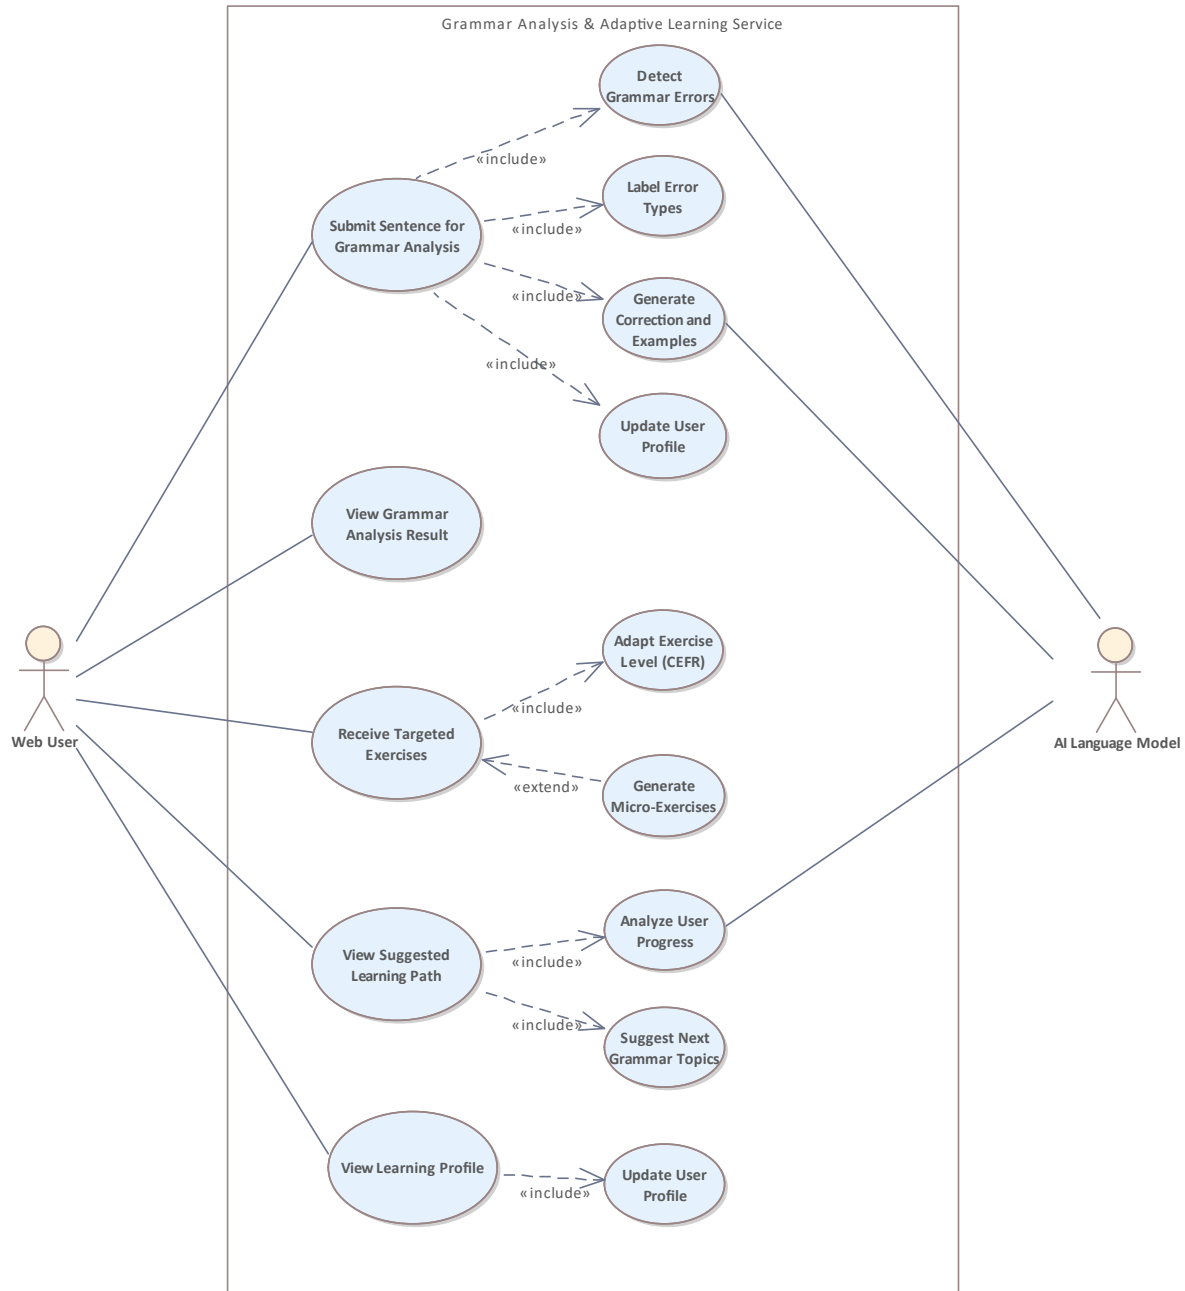 Grammar Analysis & Adaptive Learning Service
Detect
Grammar Errors
«include»
Label Error
Types
Submit Sentence for
Grammar Analysis
«include»
«include»
Generate
Correction and
Examples
«include»
Update User
Profile
View Grammar
Analysis Result
Adapt Exercise
Level (CEFR)
«include»
Receive Targeted
Exercises
Web User
AI Language Model
«extend»
Generate
Micro-Exercises
Analyze User
Progress
View Suggested
Learning Path
«include»
«include»
Suggest Next
Grammar Topics
View Learning Profile
«include»
Update User
Profile